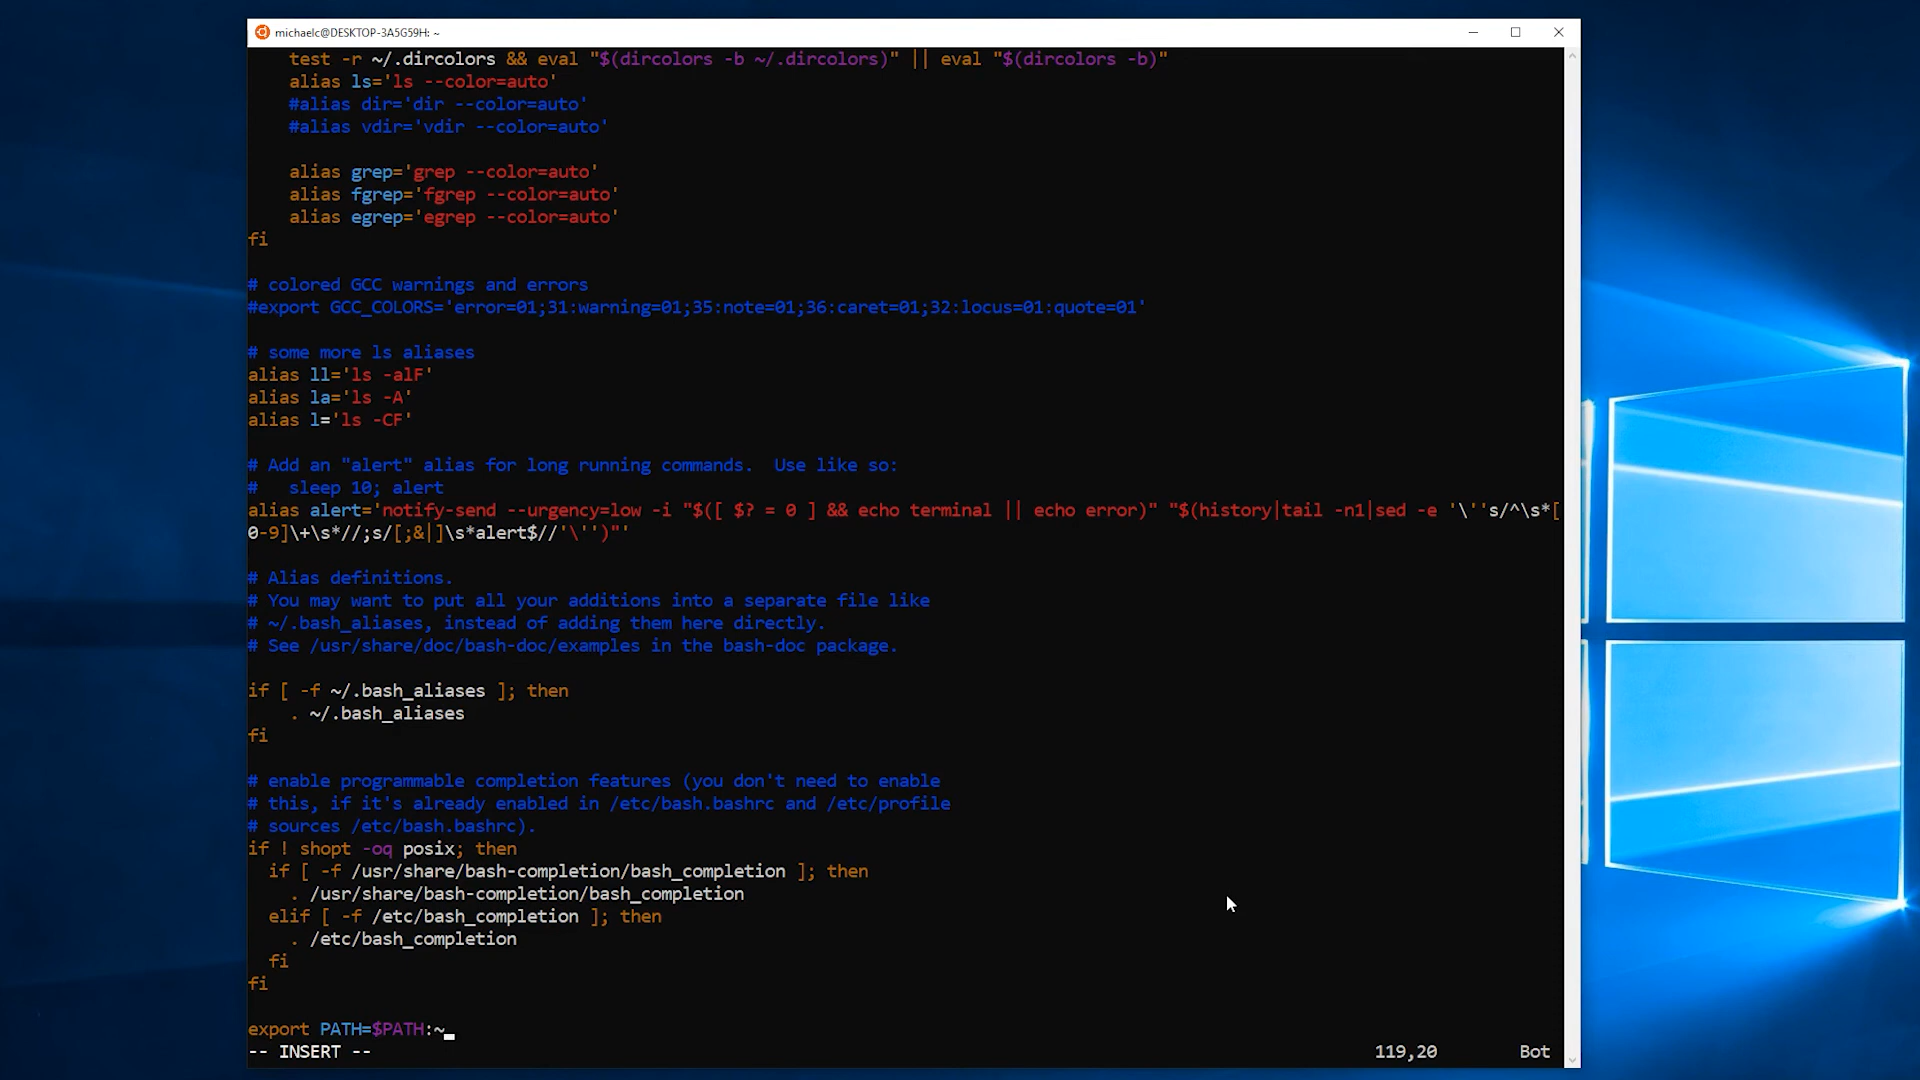 michaelc@DESKTOP-3A5G59H: ~
    test -r ~/.dircolors && eval "$(dircolors -b ~/.dircolors)" || eval "$(dircolors -b)"
    alias ls='ls --color=auto'
    #alias dir='dir --color=auto'
    #alias vdir='vdir --color=auto'

    alias grep='grep --color=auto'
    alias fgrep='fgrep --color=auto'
    alias egrep='egrep --color=auto'
fi

# colored GCC warnings and errors
#export GCC_COLORS='error=01;31:warning=01;35:note=01;36:caret=01;32:locus=01:quote=01'

# some more ls aliases
alias ll='ls -alF'
alias la='ls -A'
alias l='ls -CF'

# Add an "alert" alias for long running commands.  Use like so:
#   sleep 10; alert
alias alert='notify-send --urgency=low -i "$([ $? = 0 ] && echo terminal || echo error)" "$(history|tail -n1|sed -e '\''s/^\s*[
0-9]\+\s*//;s/[;&|]\s*alert$//'\'')"'

# Alias definitions.
# You may want to put all your additions into a separate file like
# ~/.bash_aliases, instead of adding them here directly.
# See /usr/share/doc/bash-doc/examples in the bash-doc package.

if [ -f ~/.bash_aliases ]; then
    . ~/.bash_aliases
fi

# enable programmable completion features (you don't need to enable
# this, if it's already enabled in /etc/bash.bashrc and /etc/profile
# sources /etc/bash.bashrc).
if ! shopt -oq posix; then
  if [ -f /usr/share/bash-completion/bash_completion ]; then
    . /usr/share/bash-completion/bash_completion
  elif [ -f /etc/bash_completion ]; then
    . /etc/bash_completion
  fi
fi

export PATH=$PATH:~
-- INSERT -- 119,20 Bot